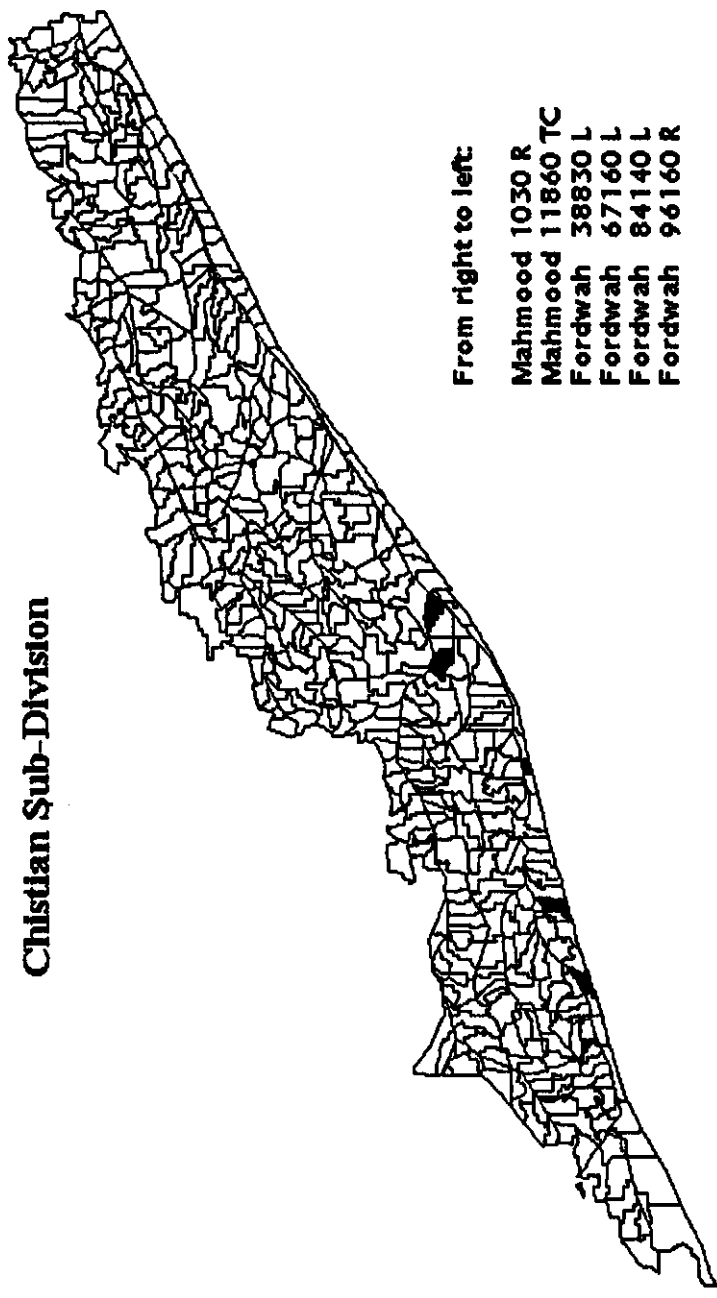 Chistian Sub-Division
From right to left:
Mahmood 1030 R
Mahmood 11860 TC
Fordwah 38830 L
Fordwah 67160 L
Fordwah 84140 L
Fordwah 96160 R